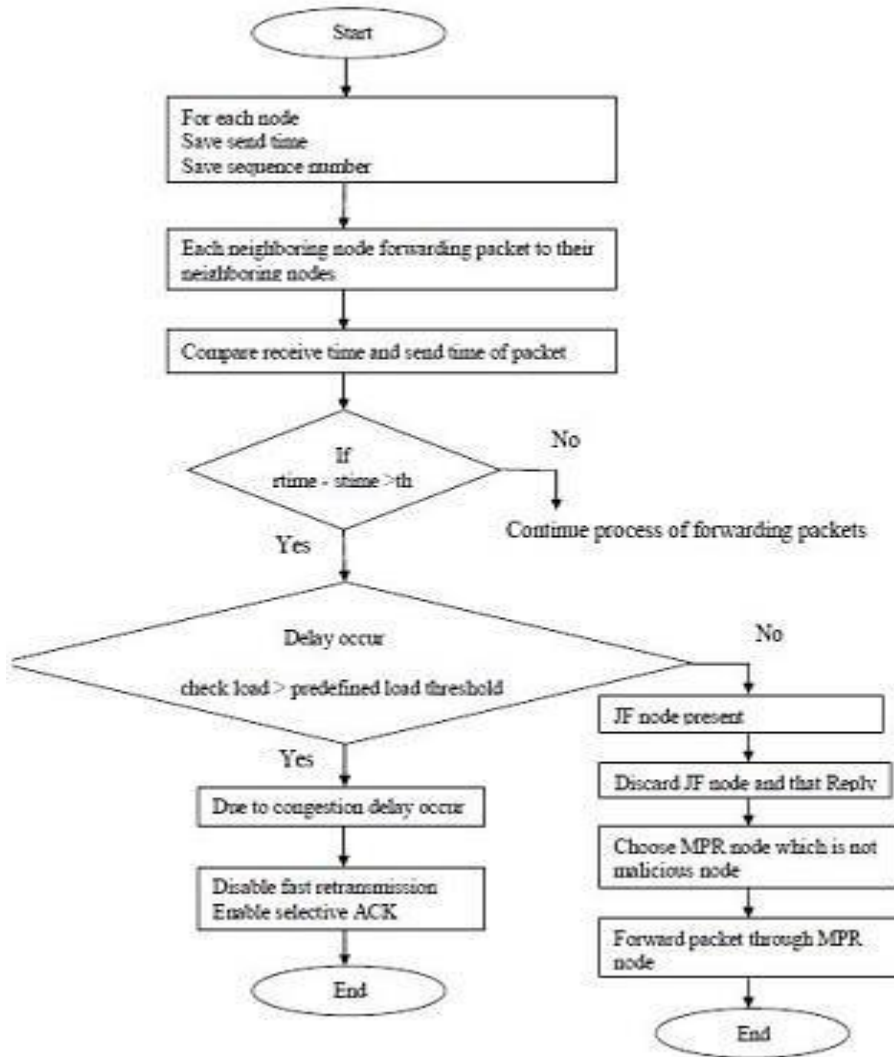 Start
For each node
Save send time
Save sequence number
Each neighboring node forwarding packet to their
neighboring nodes
Compare receive time and send time of packet
If
rtime - stime >th
No
Continue process of forwarding packets
Yes
Delay occur
check load > predefined load threshold
No
Yes
JF node present
Discard JF node and that Reply
Choose MPR node which is not
malicious node
Forward packet through MPR
node
End
Due to congestion delay occur
Disable fast retransmission
Enable selective ACK
End